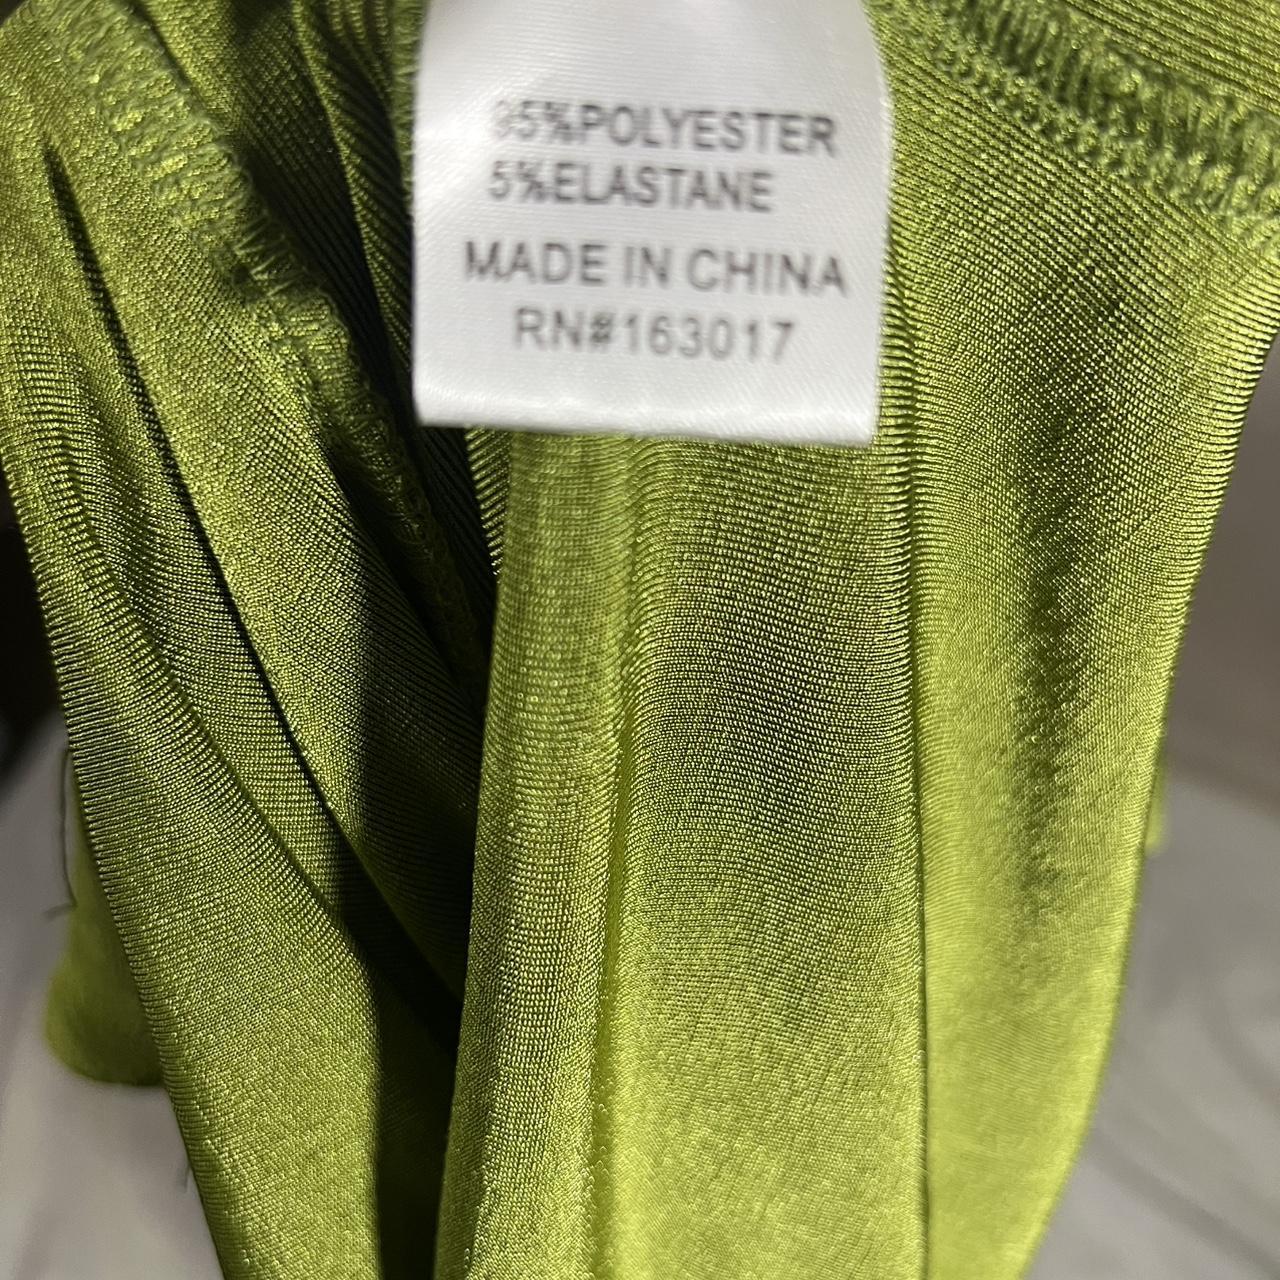 95%POLYESTER
5%ELASTANE
MADE IN CHINA
RN#163017